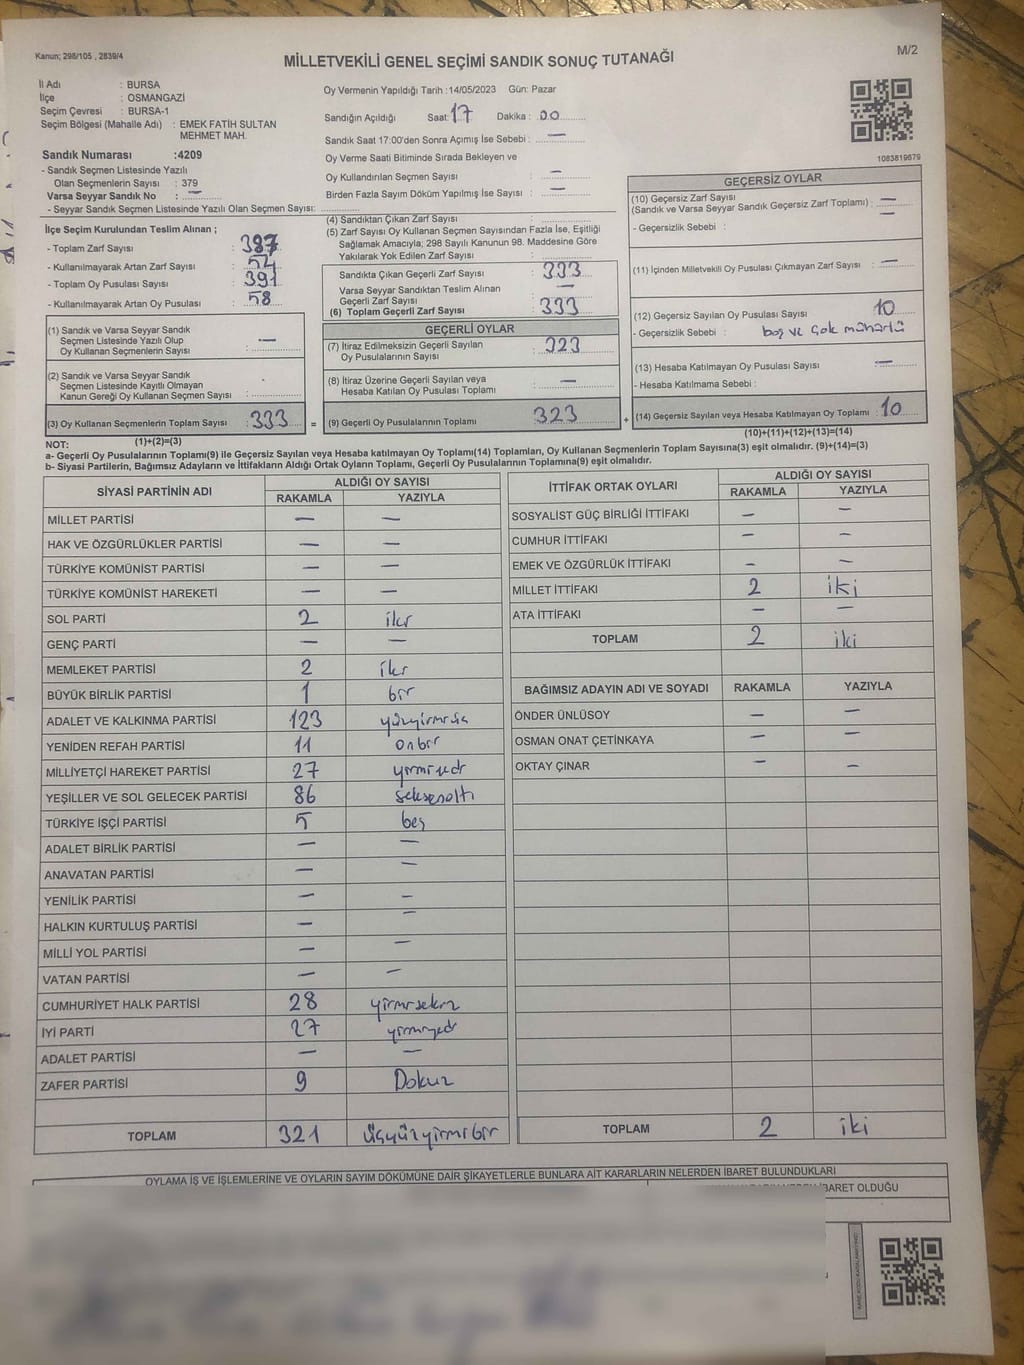 Kanun; 298/105 , 2839/4
M/2
MİLLETVEKİLİ GENEL SEÇİMİ SANDIK SONUÇ TUTANAĞI
İl Adı : BURSA
İlçe : OSMANGAZİ
Seçim Çevresi : BURSA-1
Seçim Bölgesi (Mahalle Adı) : EMEK FATİH SULTAN
MEHMET MAH.
Sandık Numarası :4209
- Sandık Seçmen Listesinde Yazılı
Olan Seçmenlerin Sayısı : 379
Varsa Seyyar Sandık No : —
- Seyyar Sandık Seçmen Listesinde Yazılı Olan Seçmen Sayısı:
Oy Vermenin Yapıldığı Tarih :14/05/2023 Gün: Pazar
Sandığın Açıldığı Saat: 17 Dakika : 00
Sandık Saat 17:00'den Sonra Açımış İse Sebebi : —
Oy Verme Saati Bitiminde Sırada Bekleyen ve
Oy Kullandırılan Seçmen Sayısı : —
Birden Fazla Sayım Döküm Yapılmış İse Sayısı : —
1083819879
İlçe Seçim Kurulundan Teslim Alınan ;
- Toplam Zarf Sayısı : 387
- Kullanılmayarak Artan Zarf Sayısı : 54
- Toplam Oy Pusulası Sayısı : 391
- Kullanılmayarak Artan Oy Pusulası : 58
(1) Sandık ve Varsa Seyyar Sandık
Seçmen Listesinde Yazılı Olup
Oy Kullanan Seçmenlerin Sayısı : —
(2) Sandık ve Varsa Seyyar Sandık
Seçmen Listesinde Kayıtlı Olmayan
Kanun Gereği Oy Kullanan Seçmen Sayısı :
(3) Oy Kullanan Seçmenlerin Toplam Sayısı : 333
(1)+(2)=(3)
(4) Sandıktan Çıkan Zarf Sayısı :
(5) Zarf Sayısı Oy Kullanan Seçmen Sayısından Fazla İse, Eşitliği
Sağlamak Amacıyla; 298 Sayılı Kanunun 98. Maddesine Göre
Yakılarak Yok Edilen Zarf Sayısı :
Sandıkta Çıkan Geçerli Zarf Sayısı : 333
Varsa Seyyar Sandıktan Teslim Alınan
Geçerli Zarf Sayısı : —
(6) Toplam Geçerli Zarf Sayısı : 333
GEÇERLİ OYLAR
(7) İtiraz Edilmeksizin Geçerli Sayılan
Oy Pusulalarının Sayısı : 323
(8) İtiraz Üzerine Geçerli Sayılan veya
Hesaba Katılan Oy Pusulası Toplamı : —
= (9) Geçerli Oy Pusulalarının Toplamı : 323 +
GEÇERSİZ OYLAR
(10) Geçersiz Zarf Sayısı
(Sandık ve Varsa Seyyar Sandık Geçersiz Zarf Toplamı) : —
- Geçersizlik Sebebi : —
(11) İçinden Milletvekili Oy Pusulası Çıkmayan Zarf Sayısı : —
(12) Geçersiz Sayılan Oy Pusulası Sayısı : 10
- Geçersizlik Sebebi : boş ve çok mühürlü
(13) Hesaba Katılmayan Oy Pusulası Sayısı : —
- Hesaba Katılmama Sebebi :
(14) Geçersiz Sayılan veya Hesaba Katılmayan Oy Toplamı : 10
(10)+(11)+(12)+(13)=(14)
NOT:
a- Geçerli Oy Pusulalarının Toplamı(9) ile Geçersiz Sayılan veya Hesaba katılmayan Oy Toplamı(14) Toplamları, Oy Kullanan Seçmenlerin Toplam Sayısına(3) eşit olmalıdır. (9)+(14)=(3)
b- Siyasi Partilerin, Bağımsız Adayların ve İttifakların Aldığı Ortak Oyların Toplamı, Geçerli Oy Pusulalarının Toplamına(9) eşit olmalıdır.
SİYASİ PARTİNİN ADI ALDIĞI OY SAYISI
RAKAMLA YAZIYLA
MİLLET PARTİSİ — —
HAK VE ÖZGÜRLÜKLER PARTİSİ — —
TÜRKİYE KOMÜNİST PARTİSİ — —
TÜRKİYE KOMÜNİST HAREKETİ — —
SOL PARTİ 2 iki
GENÇ PARTİ — —
MEMLEKET PARTİSİ 2 iki
BÜYÜK BİRLİK PARTİSİ 1 bir
ADALET VE KALKINMA PARTİSİ 123 yüzyirmiüç
YENİDEN REFAH PARTİSİ 11 onbir
MİLLİYETÇİ HAREKET PARTİSİ 27 yirmiyedi
YEŞİLLER VE SOL GELECEK PARTİSİ 86 seksenaltı
TÜRKİYE İŞÇİ PARTİSİ 5 beş
ADALET BİRLİK PARTİSİ — —
ANAVATAN PARTİSİ — —
YENİLİK PARTİSİ — —
HALKIN KURTULUŞ PARTİSİ — —
MİLLİ YOL PARTİSİ — —
VATAN PARTİSİ — —
CUMHURİYET HALK PARTİSİ 28 yirmisekiz
İYİ PARTİ 27 yirmiyedi
ADALET PARTİSİ — —
ZAFER PARTİSİ 9 Dokuz
TOPLAM 321 üçyüzyirmibir
İTTİFAK ORTAK OYLARI ALDIĞI OY SAYISI
RAKAMLA YAZIYLA
SOSYALİST GÜÇ BİRLİĞİ İTTİFAKI — —
CUMHUR İTTİFAKI — —
EMEK VE ÖZGÜRLÜK İTTİFAKI — —
MİLLET İTTİFAKI 2 iki
ATA İTTİFAKI — —
TOPLAM 2 iki
BAĞIMSIZ ADAYIN ADI VE SOYADI RAKAMLA YAZIYLA
ÖNDER ÜNLÜSOY — —
OSMAN ONAT ÇETİNKAYA — —
OKTAY ÇINAR — —
TOPLAM 2 iki
OYLAMA İŞ VE İŞLEMLERİNE VE OYLARIN SAYIM DÖKÜMÜNE DAİR ŞİKAYETLERLE BUNLARA AİT KARARLARIN NELERDEN İBARET BULUNDUKLARI
İBARET OLDUĞU